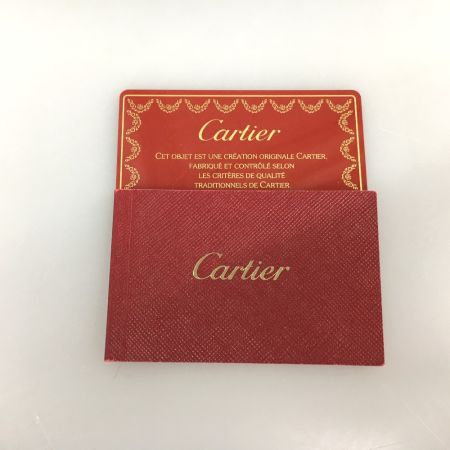 Cartier
CET OBJET EST UNE CRÉATION ORIGINALE CARTIER,
FABRIQUÉ ET CONTRÔLÉ SELON
LES CRITÈRES DE QUALITÉ
TRADITIONNELS DE CARTIER
Cartier